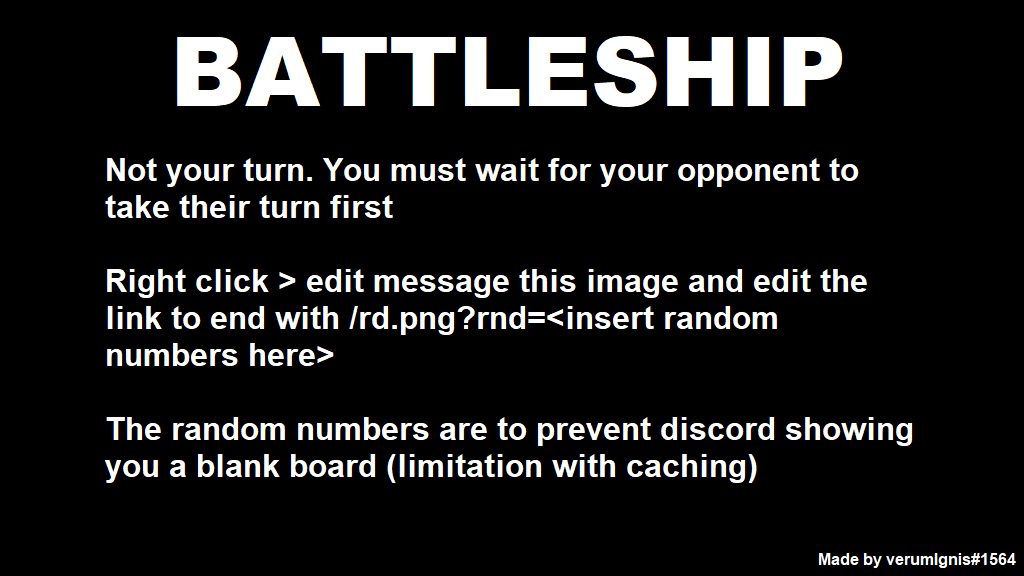 BATTLESHIP
Not your turn. You must wait for your opponent to
take their turn first
Right click > edit message this image and edit the
link to end with /rd.png?rnd=<insert random
numbers here>
The random numbers are to prevent discord showing
you a blank board (limitation with caching)
Made by verumIgnis#1564